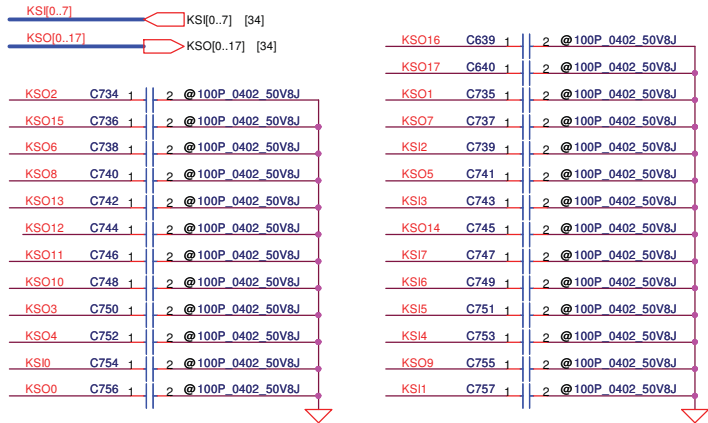 KSI[0..7] KSI[0..7] [34]
KSO[0..17] KSO[0..17] [34]
KSO2 C734 1 2 @100P_0402_50V8J
KSO15 C736 1 2 @100P_0402_50V8J
KSO6 C738 1 2 @100P_0402_50V8J
KSO8 C740 1 2 @100P_0402_50V8J
KSO13 C742 1 2 @100P_0402_50V8J
KSO12 C744 1 2 @100P_0402_50V8J
KSO11 C746 1 2 @100P_0402_50V8J
KSO10 C748 1 2 @100P_0402_50V8J
KSO3 C750 1 2 @100P_0402_50V8J
KSO4 C752 1 2 @100P_0402_50V8J
KSI0 C754 1 2 @100P_0402_50V8J
KSO0 C756 1 2 @100P_0402_50V8J
KSO16 C639 1 2 @100P_0402_50V8J
KSO17 C640 1 2 @100P_0402_50V8J
KSO1 C735 1 2 @100P_0402_50V8J
KSO7 C737 1 2 @100P_0402_50V8J
KSI2 C739 1 2 @100P_0402_50V8J
KSO5 C741 1 2 @100P_0402_50V8J
KSI3 C743 1 2 @100P_0402_50V8J
KSO14 C745 1 2 @100P_0402_50V8J
KSI7 C747 1 2 @100P_0402_50V8J
KSI6 C749 1 2 @100P_0402_50V8J
KSI5 C751 1 2 @100P_0402_50V8J
KSI4 C753 1 2 @100P_0402_50V8J
KSO9 C755 1 2 @100P_0402_50V8J
KSI1 C757 1 2 @100P_0402_50V8J